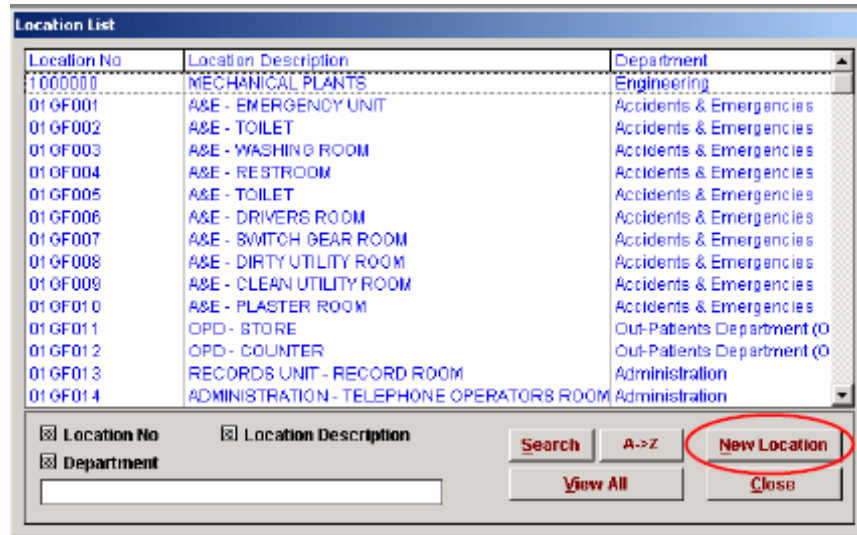 Location List
Location No Location Description Department
1000000 MECHANICAL PLANTS Engineering
01GF001 A&E - EMERGENCY UNIT Accidents & Emergencies
01GF002 A&E - TOILET Accidents & Emergencies
01GF003 A&E - WASHING ROOM Accidents & Emergencies
01GF004 A&E - RESTROOM Accidents & Emergencies
01GF005 A&E - TOILET Accidents & Emergencies
01GF006 A&E - DRIVERS ROOM Accidents & Emergencies
01GF007 A&E - SWITCH GEAR ROOM Accidents & Emergencies
01GF008 A&E - DIRTY UTILITY ROOM Accidents & Emergencies
01GF009 A&E - CLEAN UTILITY ROOM Accidents & Emergencies
01GF010 A&E - PLASTER ROOM Accidents & Emergencies
01GF011 OPD - STORE Out-Patients Department (O
01GF012 OPD - COUNTER Out-Patients Department (O
01GF013 RECORDS UNIT - RECORD ROOM Administration
01GF014 ADMINISTRATION - TELEPHONE OPERATORS ROOM Administration
Location No Location Description
Department
Search A->Z New Location
View All Close